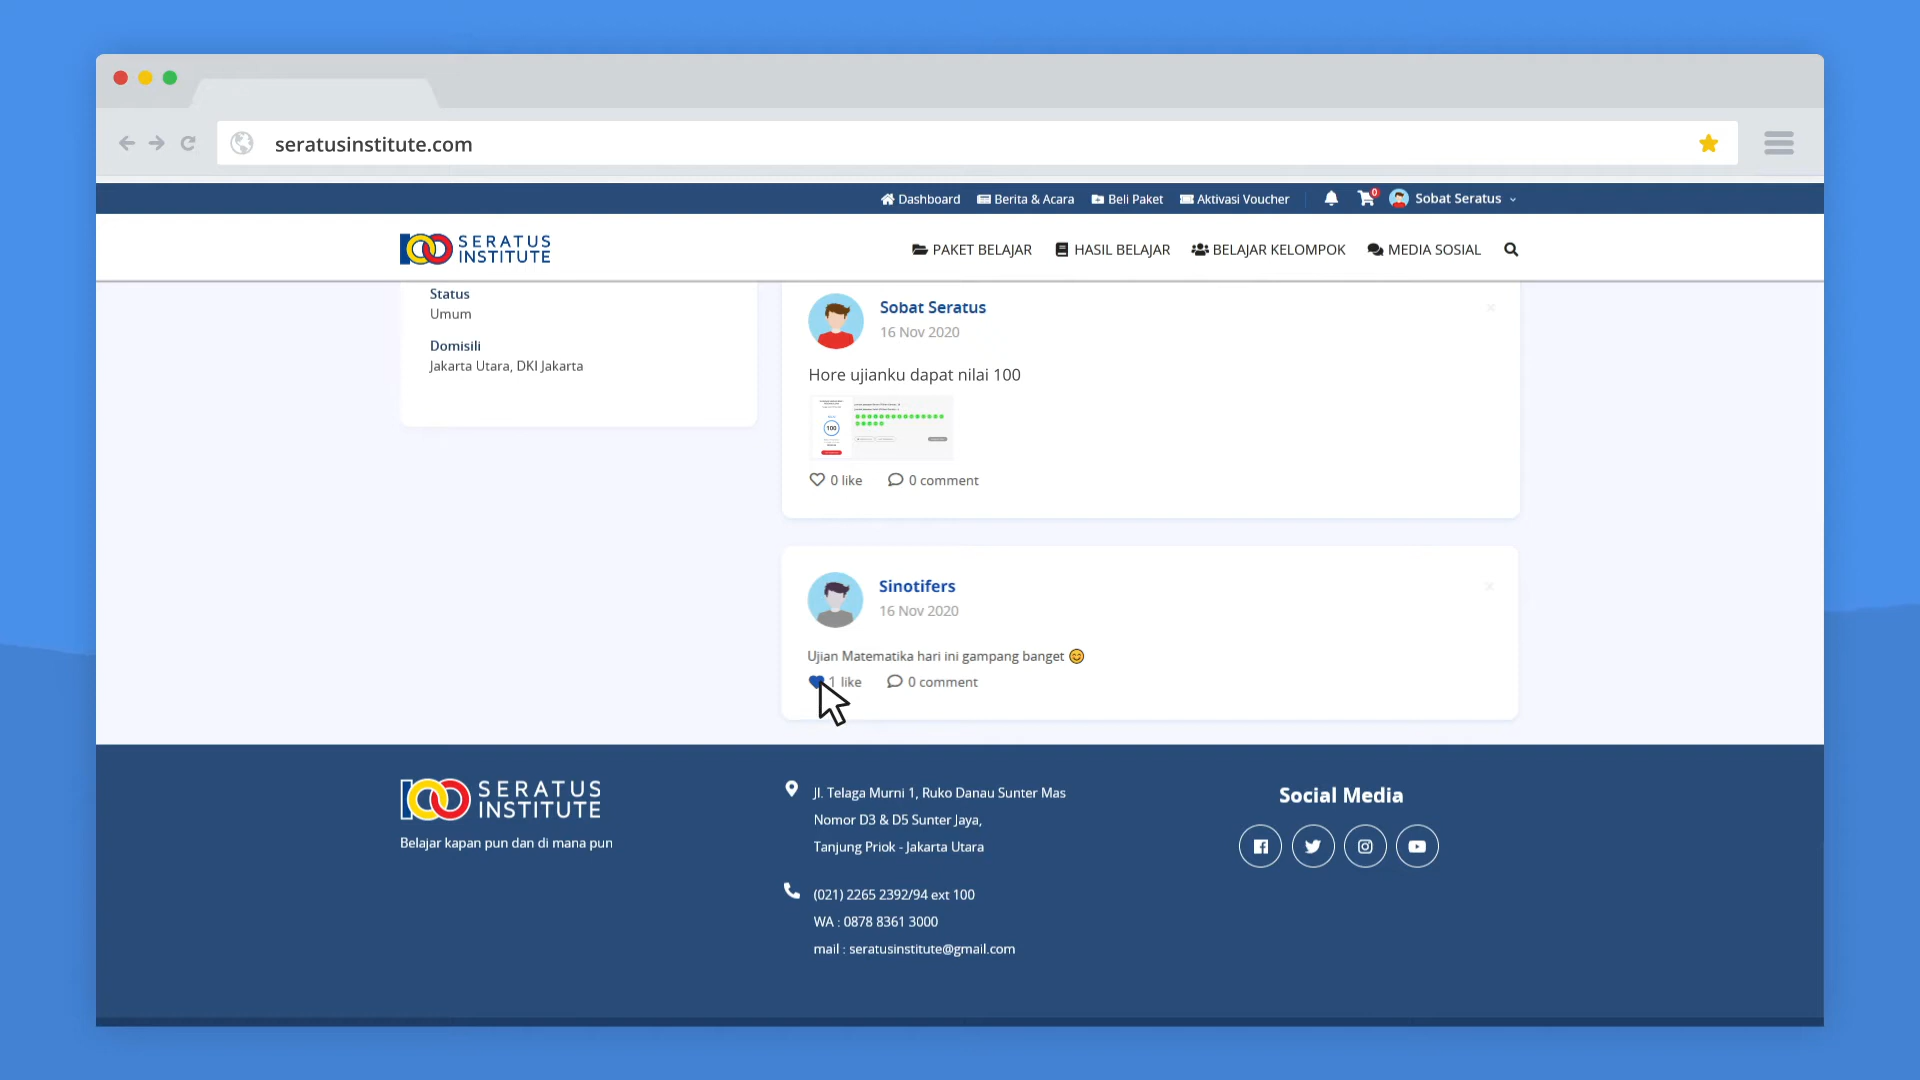 seratusinstitute.com
Dashboard Berita & Acara Beli Paket Aktivasi Voucher 0 Sobat Seratus
100 SERATUS INSTITUTE
PAKET BELAJAR HASIL BELAJAR BELAJAR KELOMPOK MEDIA SOSIAL
Status
Umum
Domisili
Jakarta Utara, DKI Jakarta
Sobat Seratus
16 Nov 2020
Hore ujianku dapat nilai 100
100
0 like 0 comment
Sinotifers
16 Nov 2020
Ujian Matematika hari ini gampang banget 😊
1 like 0 comment
100 SERATUS INSTITUTE
Belajar kapan pun dan di mana pun
Jl. Telaga Murni 1, Ruko Danau Sunter Mas
Nomor D3 & D5 Sunter Jaya,
Tanjung Priok - Jakarta Utara
(021) 2265 2392/94 ext 100
WA : 0878 8361 3000
mail : seratusinstitute@gmail.com
Social Media